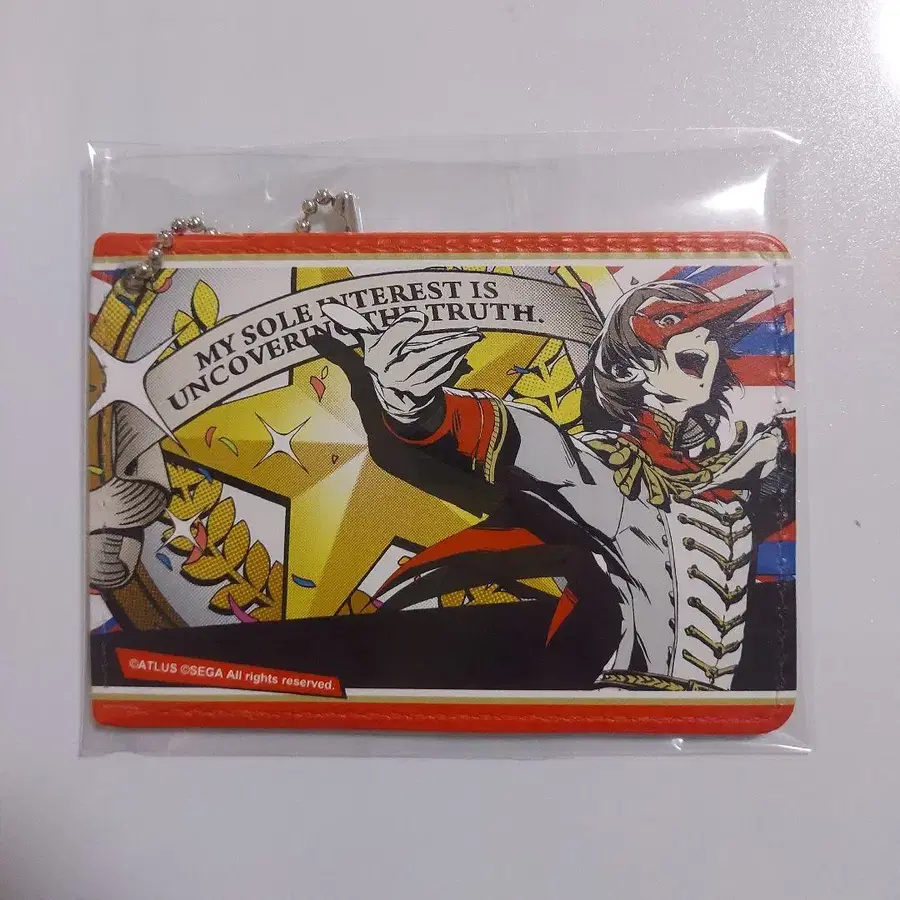 MY SOLE INTEREST IS
UNCOVERING THE TRUTH.
©ATLUS ©SEGA All rights reserved.